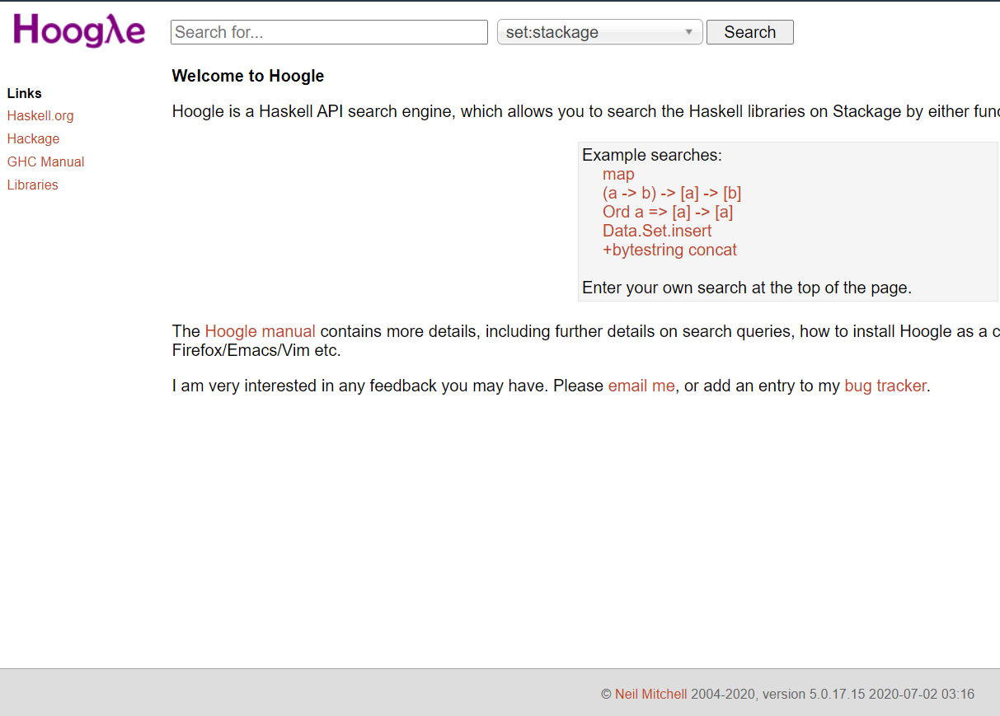 Hoogλe
Search for...
set:stackage
Search
Links
Haskell.org
Hackage
GHC Manual
Libraries
Welcome to Hoogle
Hoogle is a Haskell API search engine, which allows you to search the Haskell libraries on Stackage by either func
Example searches:
map
(a -> b) -> [a] -> [b]
Ord a => [a] -> [a]
Data.Set.insert
+bytestring concat
Enter your own search at the top of the page.
The Hoogle manual contains more details, including further details on search queries, how to install Hoogle as a c
Firefox/Emacs/Vim etc.
I am very interested in any feedback you may have. Please email me, or add an entry to my bug tracker.
© Neil Mitchell 2004-2020, version 5.0.17.15 2020-07-02 03:16